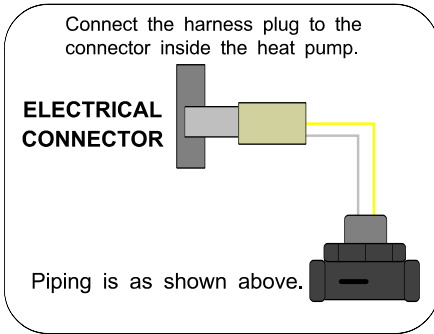 Connect the harness plug to the
connector inside the heat pump.
ELECTRICAL
CONNECTOR
Piping is as shown above.